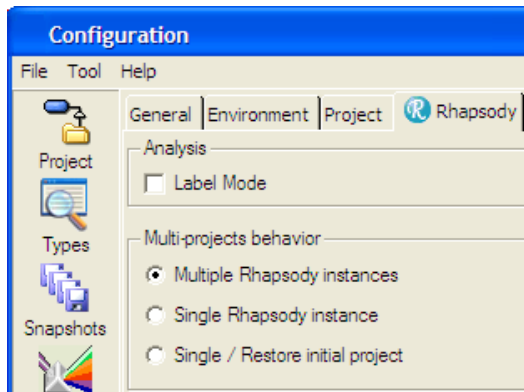 Configuration
File Tool Help
Project
Types
Snapshots
General Environment Project Rhapsody
Analysis
Label Mode
Multi-projects behavior
Multiple Rhapsody instances
Single Rhapsody instance
Single / Restore initial project